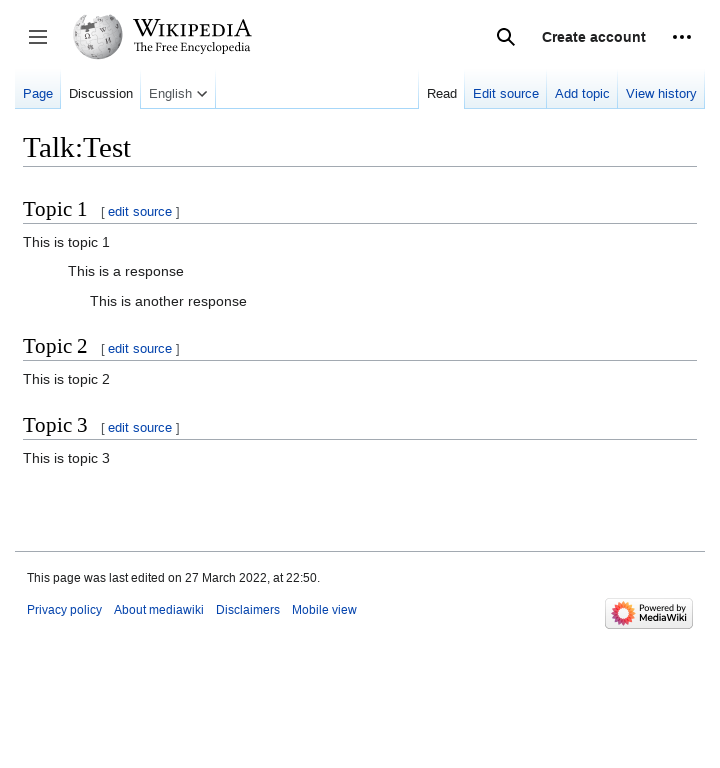 WIKIPEDIA
The Free Encyclopedia
Create account
Page Discussion English Read Edit source Add topic View history
Talk:Test
Topic 1 [ edit source ]
This is topic 1
This is a response
This is another response
Topic 2 [ edit source ]
This is topic 2
Topic 3 [ edit source ]
This is topic 3
This page was last edited on 27 March 2022, at 22:50.
Privacy policy About mediawiki Disclaimers Mobile view
Powered by
MediaWiki